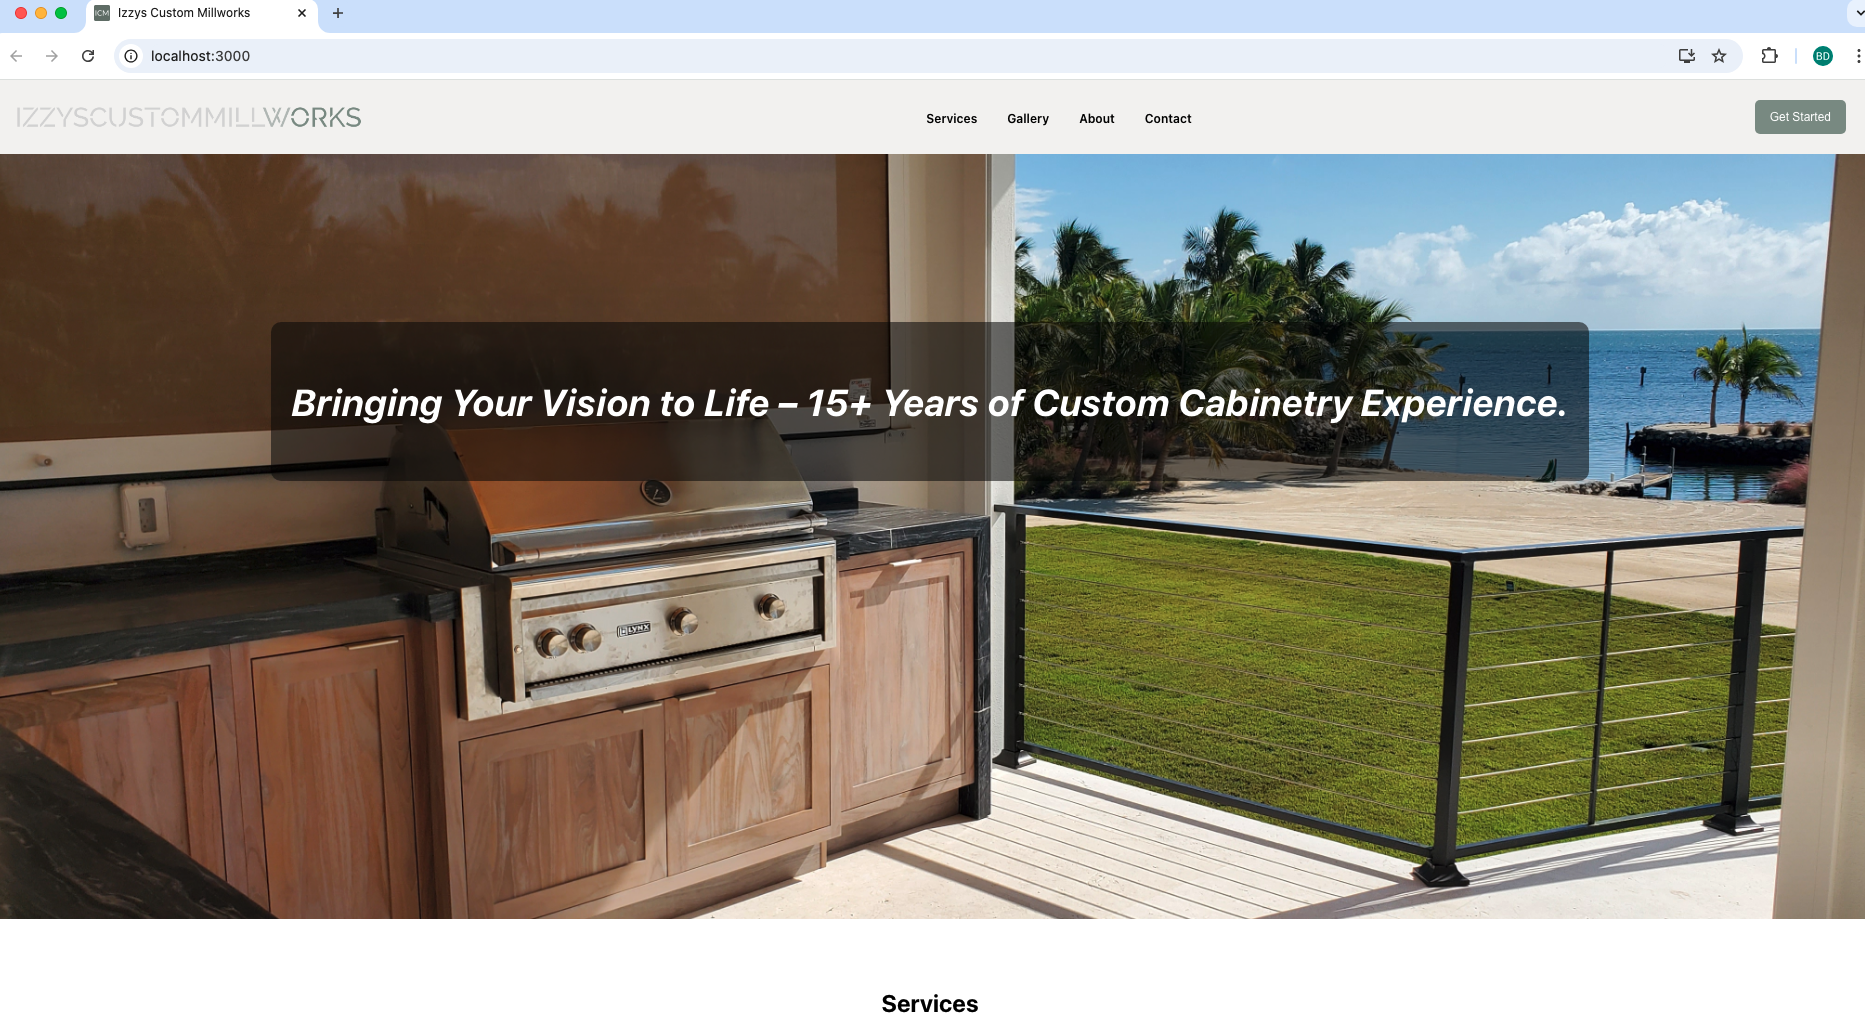 ICM Izzys Custom Millworks
localhost:3000
BD
IZZYSCUSTOMMILLWORKS
Services Gallery About Contact
Get Started
Bringing Your Vision to Life – 15+ Years of Custom Cabinetry Experience.
LYNX
Services